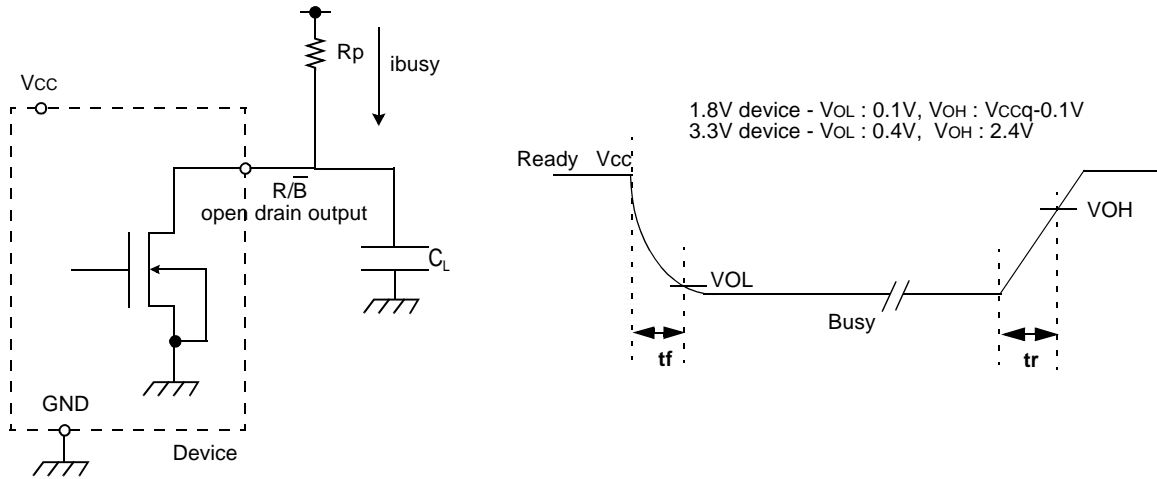 Rp
ibusy
VCC
R/B̅
open drain output
CL
GND
Device
1.8V device - VOL : 0.1V, VOH : VCCq-0.1V
3.3V device - VOL : 0.4V, VOH : 2.4V
Ready Vcc
VOH
VOL
Busy
tf
tr